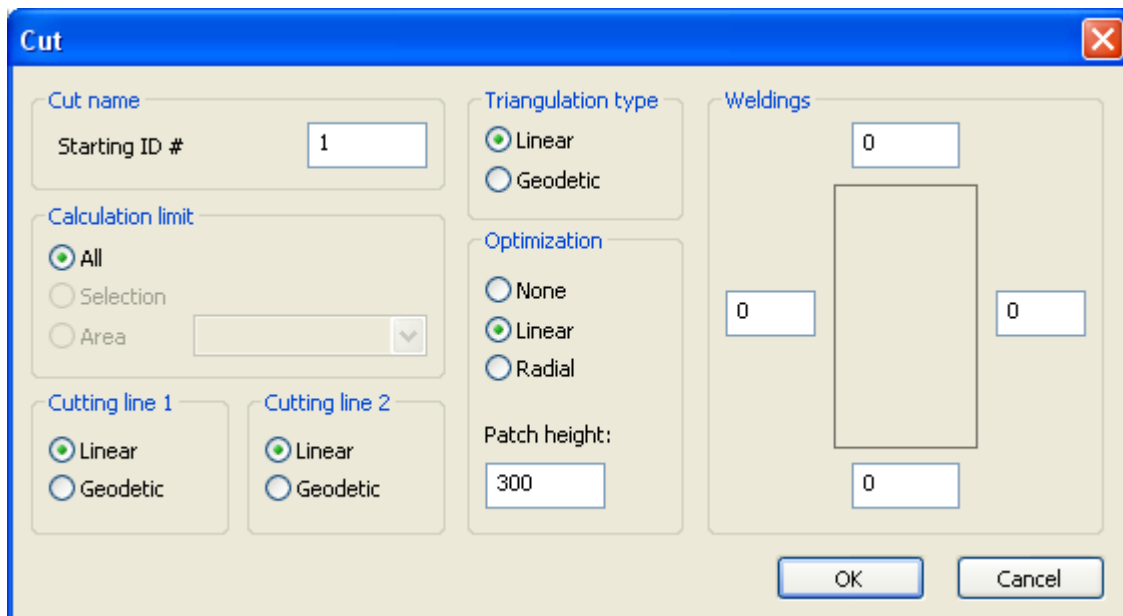 Cut
Cut name
Starting ID # 1
Calculation limit
All
Selection
Area
Cutting line 1
Linear
Geodetic
Cutting line 2
Linear
Geodetic
Triangulation type
Linear
Geodetic
Optimization
None
Linear
Radial
Patch height:
300
Weldings
0
0
0
0
OK
Cancel